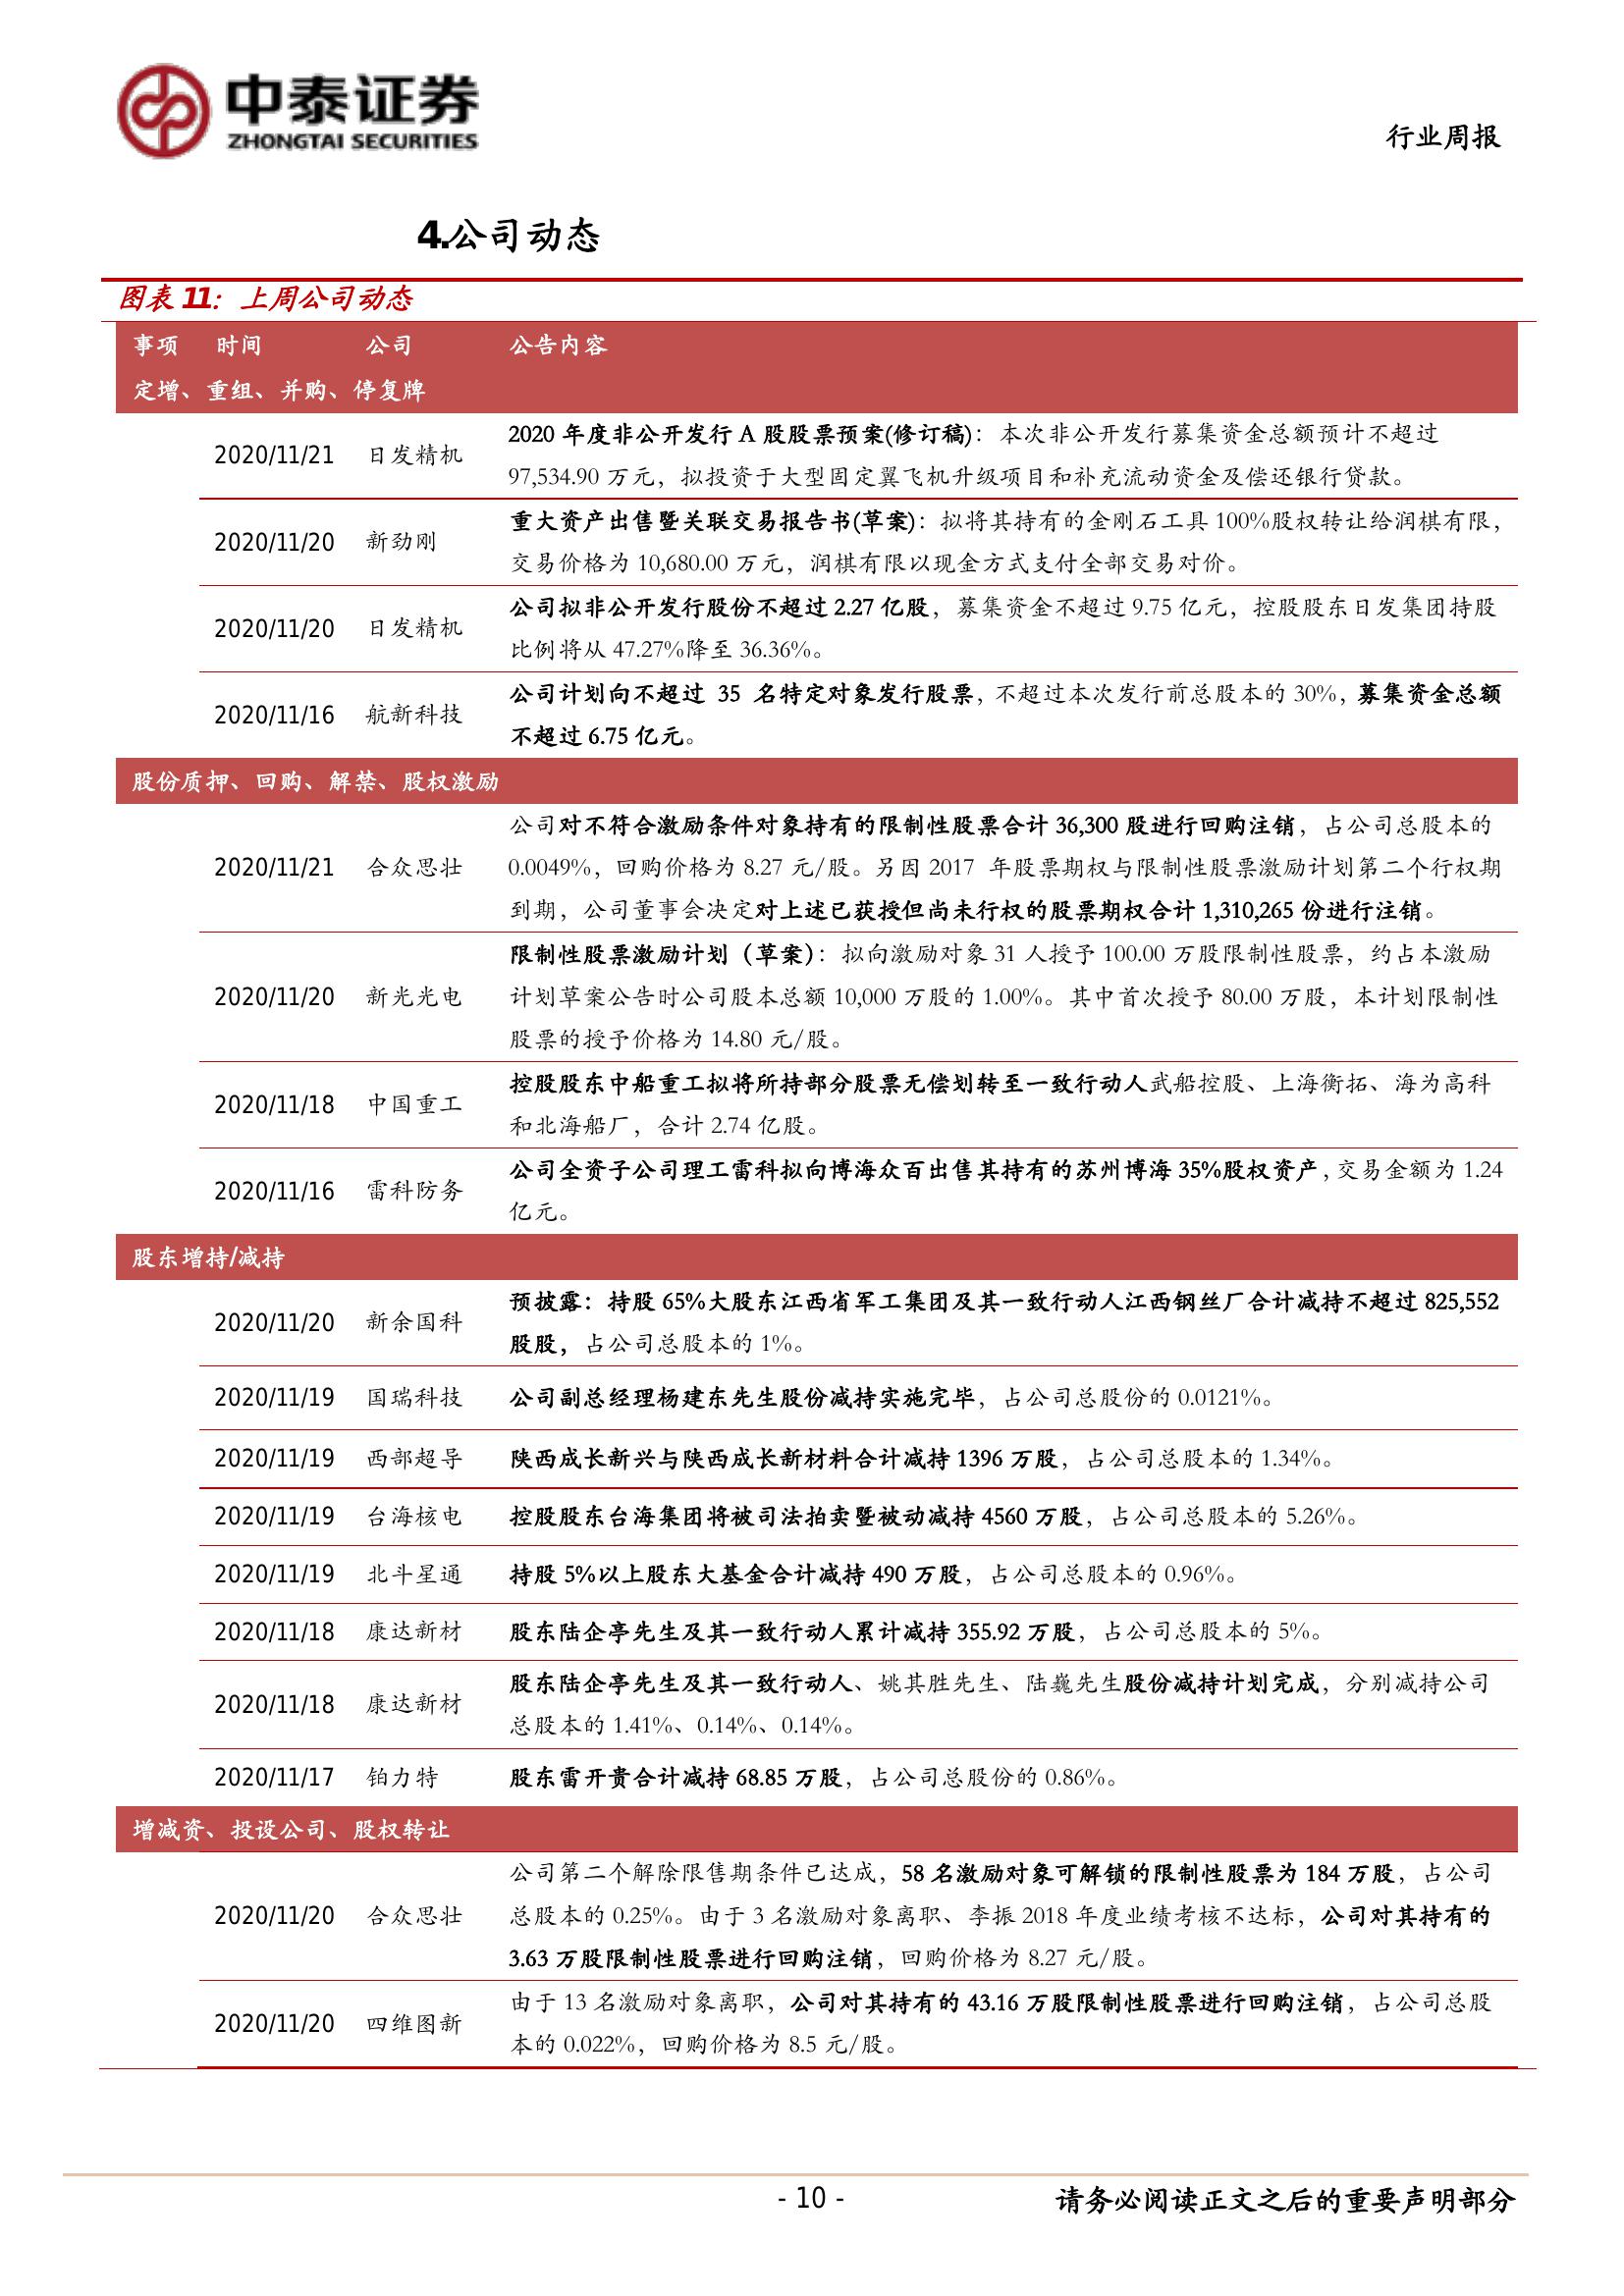 中泰证券
ZHONGTAI SECURITIES
行业周报
4.公司动态
图表 11：上周公司动态
事项 时间 公司 公告内容
定增、重组、并购、停复牌
2020/11/21 日发精机 2020 年度非公开发行 A 股股票预案(修订稿)：本次非公开发行募集资金总额预计不超过
97,534.90 万元，拟投资于大型固定翼飞机升级项目和补充流动资金及偿还银行贷款。
2020/11/20 新劲刚 重大资产出售暨关联交易报告书(草案)：拟将其持有的金刚石工具 100%股权转让给润棋有限，
交易价格为 10,680.00 万元，润棋有限以现金方式支付全部交易对价。
2020/11/20 日发精机 公司拟非公开发行股份不超过 2.27 亿股，募集资金不超过 9.75 亿元，控股股东日发集团持股
比例将从 47.27%降至 36.36%。
2020/11/16 航新科技 公司计划向不超过 35 名特定对象发行股票，不超过本次发行前总股本的 30%，募集资金总额
不超过 6.75 亿元。
股份质押、回购、解禁、股权激励
2020/11/21 合众思壮 公司对不符合激励条件对象持有的限制性股票合计 36,300 股进行回购注销，占公司总股本的
0.0049%，回购价格为 8.27 元/股。另因 2017 年股票期权与限制性股票激励计划第二个行权期
到期，公司董事会决定对上述已获授但尚未行权的股票期权合计 1,310,265 份进行注销。
2020/11/20 新光光电 限制性股票激励计划（草案）：拟向激励对象 31 人授予 100.00 万股限制性股票，约占本激励
计划草案公告时公司股本总额 10,000 万股的 1.00%。其中首次授予 80.00 万股，本计划限制性
股票的授予价格为 14.80 元/股。
2020/11/18 中国重工 控股股东中船重工拟将所持部分股票无偿划转至一致行动人武船控股、上海衡拓、海为高科
和北海船厂，合计 2.74 亿股。
2020/11/16 雷科防务 公司全资子公司理工雷科拟向博海众百出售其持有的苏州博海 35%股权资产，交易金额为 1.24
亿元。
股东增持/减持
2020/11/20 新余国科 预披露：持股 65%大股东江西省军工集团及其一致行动人江西钢丝厂合计减持不超过 825,552
股股，占公司总股本的 1%。
2020/11/19 国瑞科技 公司副总经理杨建东先生股份减持实施完毕，占公司总股份的 0.0121%。
2020/11/19 西部超导 陕西成长新兴与陕西成长新材料合计减持 1396 万股，占公司总股本的 1.34%。
2020/11/19 台海核电 控股股东台海集团将被司法拍卖暨被动减持 4560 万股，占公司总股本的 5.26%。
2020/11/19 北斗星通 持股 5%以上股东大基金合计减持 490 万股，占公司总股本的 0.96%。
2020/11/18 康达新材 股东陆企亭先生及其一致行动人累计减持 355.92 万股，占公司总股本的 5%。
2020/11/18 康达新材 股东陆企亭先生及其一致行动人、姚其胜先生、陆巍先生股份减持计划完成，分别减持公司
总股本的 1.41%、0.14%、0.14%。
2020/11/17 铂力特 股东雷开贵合计减持 68.85 万股，占公司总股份的 0.86%。
增减资、投设公司、股权转让
2020/11/20 合众思壮 公司第二个解除限售期条件已达成，58 名激励对象可解锁的限制性股票为 184 万股，占公司
总股本的 0.25%。由于 3 名激励对象离职、李振 2018 年度业绩考核不达标，公司对其持有的
3.63 万股限制性股票进行回购注销，回购价格为 8.27 元/股。
2020/11/20 四维图新 由于 13 名激励对象离职，公司对其持有的 43.16 万股限制性股票进行回购注销，占公司总股
本的 0.022%，回购价格为 8.5 元/股。
- 10 -
请务必阅读正文之后的重要声明部分